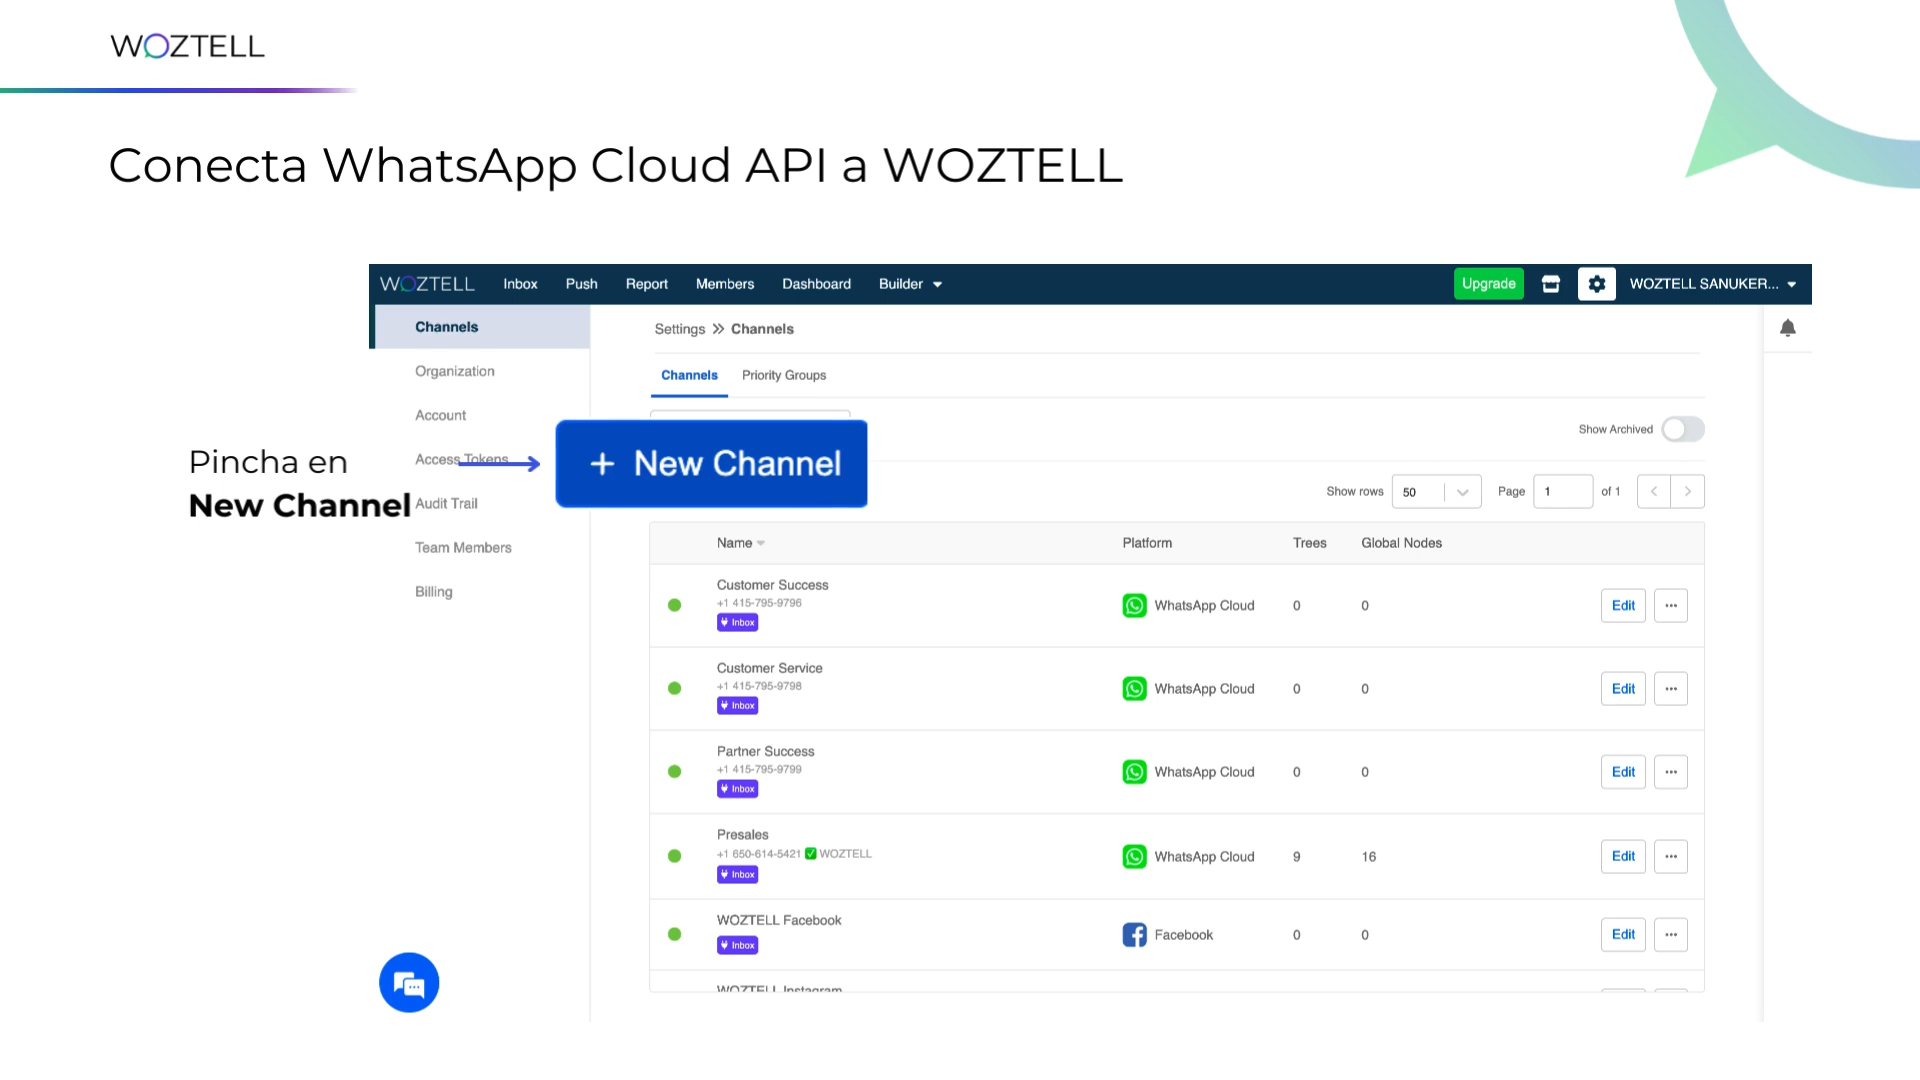 WOZTELL
Conecta WhatsApp Cloud API a WOZTELL
WOZTELL Inbox Push Report Members Dashboard Builder Upgrade WOZTELL SANUKER...
Channels
Organization
Account
Access Tokens
Audit Trail
Team Members
Billing
Pincha en
New Channel
Settings >> Channels
Channels Priority Groups
+ New Channel
Show Archived
Show rows 50 Page 1 of 1 < >
Name Platform Trees Global Nodes
Customer Success
+1 415-795-9796
Inbox
WhatsApp Cloud 0 0 Edit ...
Customer Service
+1 415-795-9798
Inbox
WhatsApp Cloud 0 0 Edit ...
Partner Success
+1 415-795-9799
Inbox
WhatsApp Cloud 0 0 Edit ...
Presales
+1 650-614-5421 ✅ WOZTELL
Inbox
WhatsApp Cloud 9 16 Edit ...
WOZTELL Facebook
Inbox
Facebook 0 0 Edit ...
WOZTELL Instagram